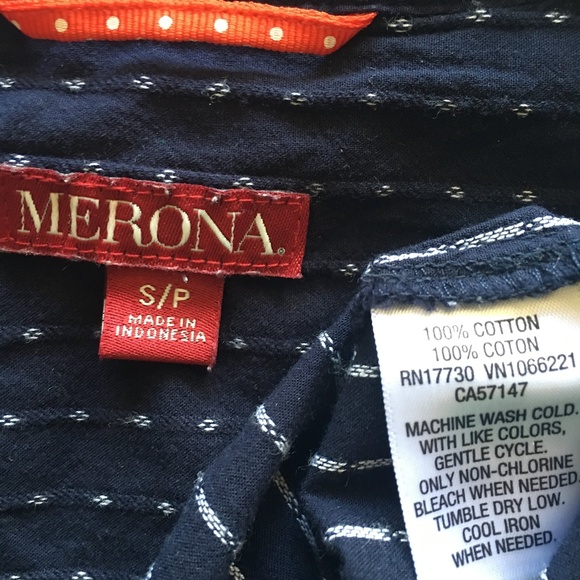 MERONA
S/P
MADE IN
INDONESIA
100% COTTON
100% COTON
RN17730 VN1066221
CA57147
MACHINE WASH COLD.
WITH LIKE COLORS,
GENTLE CYCLE.
ONLY NON-CHLORINE
BLEACH WHEN NEEDED.
TUMBLE DRY LOW.
COOL IRON
WHEN NEEDED.